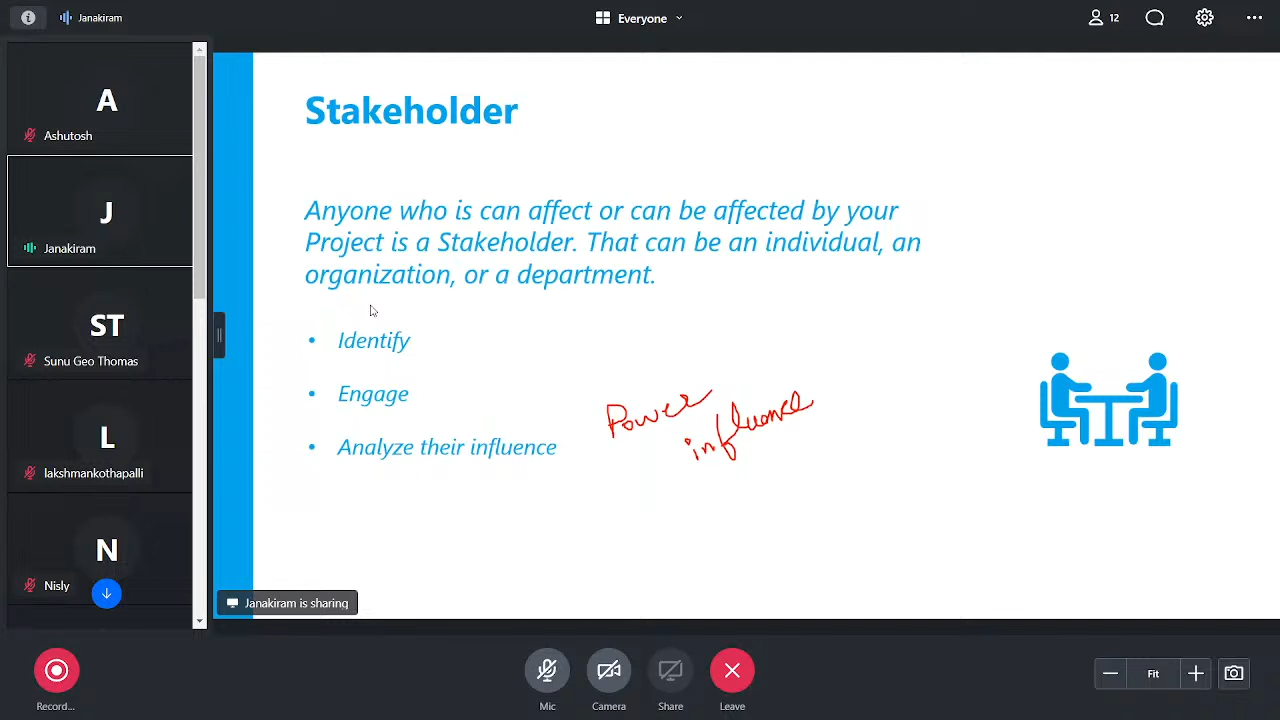 Janakiram
Everyone
12
A
Ashutosh
J
Janakiram
ST
Sunu Geo Thomas
L
lakshmankothapalli
N
Nisly
Stakeholder
Anyone who is can affect or can be affected by your
Project is a Stakeholder. That can be an individual, an
organization, or a department.
• Identify
• Engage
• Analyze their influence
Power
influence
Janakiram is sharing
Record...
Mic
Camera
Share
Leave
Fit